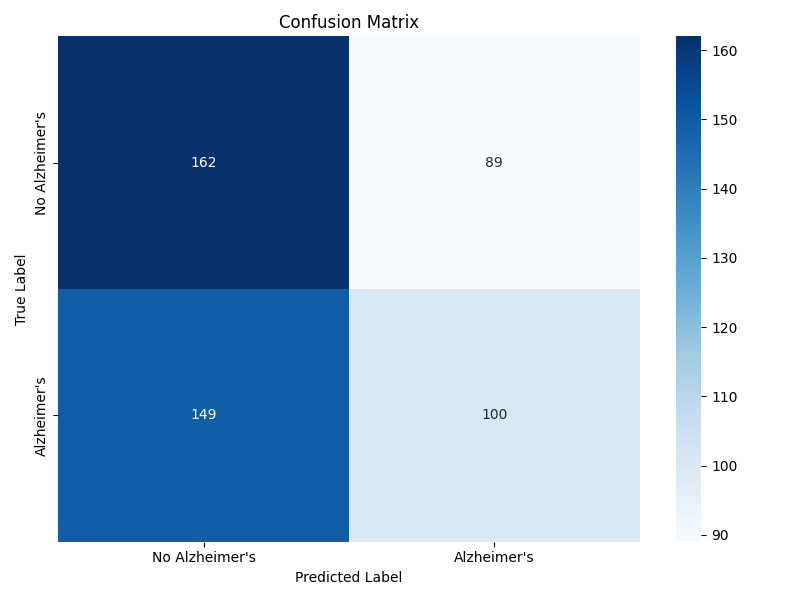 Confusion Matrix
True Label
No Alzheimer's
Alzheimer's
162
89
149
100
No Alzheimer's
Alzheimer's
Predicted Label
160
150
140
130
120
110
100
90